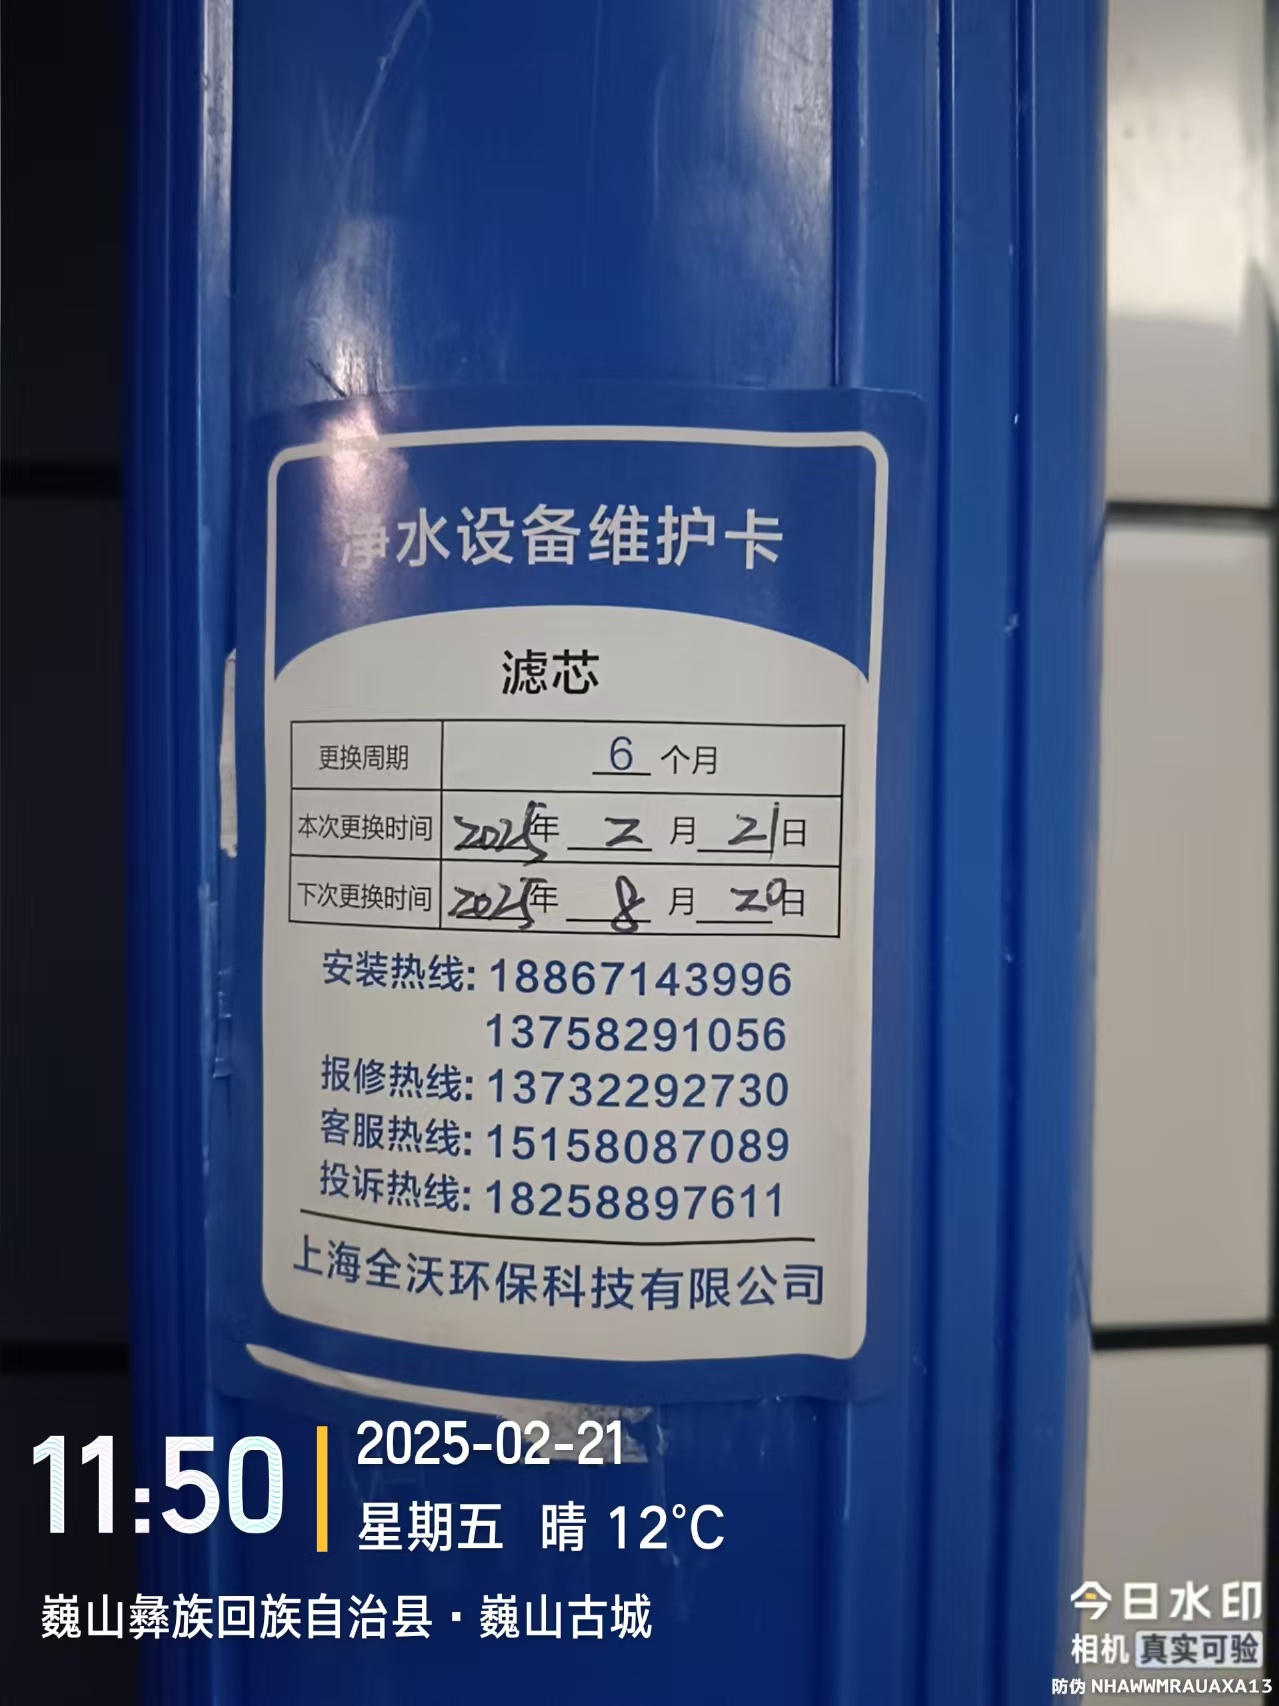 净水设备维护卡
滤芯
更换周期 6 个月
本次更换时间 2025年 2 月 21日
下次更换时间 2025年 8 月 20日
安装热线: 18867143996
13758291056
报修热线: 13732292730
客服热线: 15158087089
投诉热线: 18258897611
上海全沃环保科技有限公司
11:50
2025-02-21
星期五 晴 12°C
巍山彝族回族自治县·巍山古城
今日水印
相机 真实可验
防伪 NHAWWMRAUAXA13